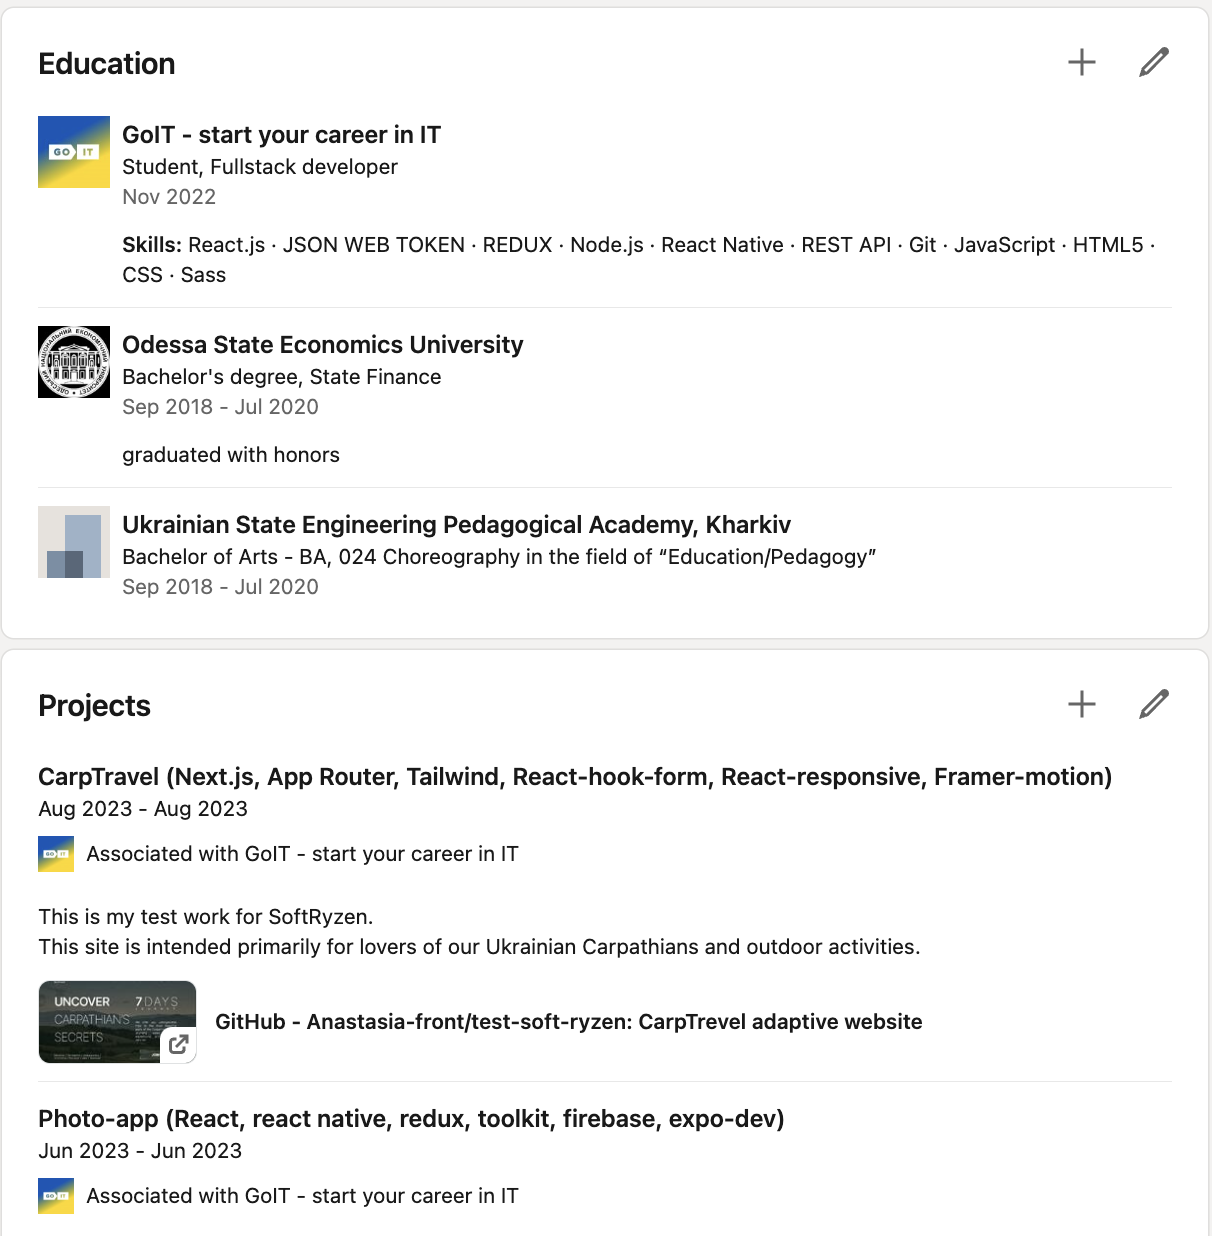 Education
GO IT
GoIT - start your career in IT
Student, Fullstack developer
Nov 2022
Skills: React.js · JSON WEB TOKEN · REDUX · Node.js · React Native · REST API · Git · JavaScript · HTML5 ·
CSS · Sass
Odessa State Economics University
Bachelor's degree, State Finance
Sep 2018 - Jul 2020
graduated with honors
Ukrainian State Engineering Pedagogical Academy, Kharkiv
Bachelor of Arts - BA, 024 Choreography in the field of “Education/Pedagogy”
Sep 2018 - Jul 2020
Projects
CarpTravel (Next.js, App Router, Tailwind, React-hook-form, React-responsive, Framer-motion)
Aug 2023 - Aug 2023
GO IT
Associated with GoIT - start your career in IT
This is my test work for SoftRyzen.
This site is intended primarily for lovers of our Ukrainian Carpathians and outdoor activities.
UNCOVER 7 DAYS
CARPATHIAN'S
SECRETS
GitHub - Anastasia-front/test-soft-ryzen: CarpTrevel adaptive website
Photo-app (React, react native, redux, toolkit, firebase, expo-dev)
Jun 2023 - Jun 2023
GO IT
Associated with GoIT - start your career in IT